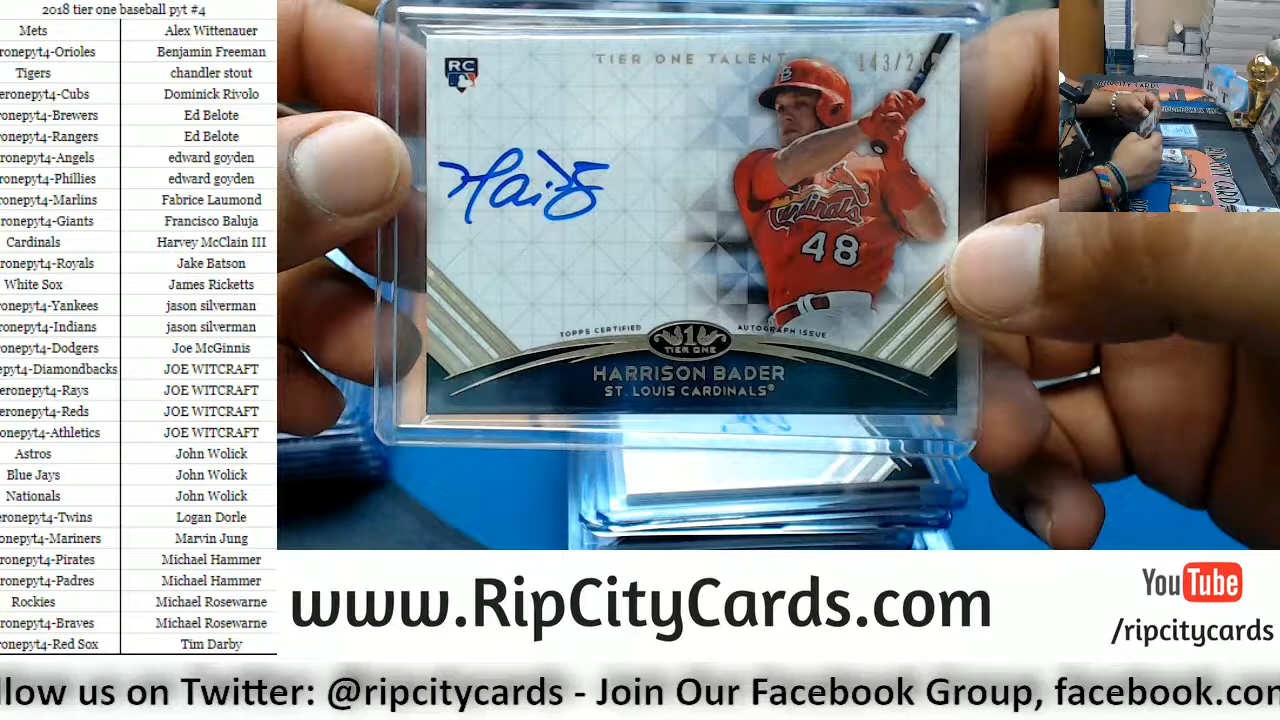 2018 tier one baseball pyt #4
Mets Alex Wittenauer
ronepyt4-Orioles Benjamin Freeman
Tigers chandler stout
eronepyt4-Cubs Dominick Rivolo
eronepyt4-Brewers Ed Belote
eronepyt4-Rangers Ed Belote
ronepyt4-Angels edward goyden
ronepyt4-Phillies edward goyden
ronepyt4-Marlins Fabrice Laumond
ronepyt4-Giants Francisco Baluja
Cardinals Harvey McClain III
ronepyt4-Royals Jake Batson
White Sox James Ricketts
ronepyt4-Yankees jason silverman
ronepyt4-Indians jason silverman
ronepyt4-Dodgers Joe McGinnis
epyt4-Diamondbacks JOE WITCRAFT
eronepyt4-Rays JOE WITCRAFT
eronepyt4-Reds JOE WITCRAFT
onepyt4-Athletics JOE WITCRAFT
Astros John Wolick
Blue Jays John Wolick
Nationals John Wolick
eronepyt4-Twins Logan Dorle
onepyt4-Mariners Marvin Jung
ronepyt4-Pirates Michael Hammer
ronepyt4-Padres Michael Hammer
Rockies Michael Rosewarne
ronepyt4-Braves Michael Rosewarne
ronepyt4-Red Sox Tim Darby
RC
TIER ONE TALENT
Cardinals
48
TOPPS CERTIFIED AUTOGRAPH ISSUE
1
TIER ONE
HARRISON BADER
ST. LOUIS CARDINALS®
www.RipCityCards.com
YouTube
/ripcitycards
llow us on Twitter: @ripcitycards - Join Our Facebook Group, facebook.com